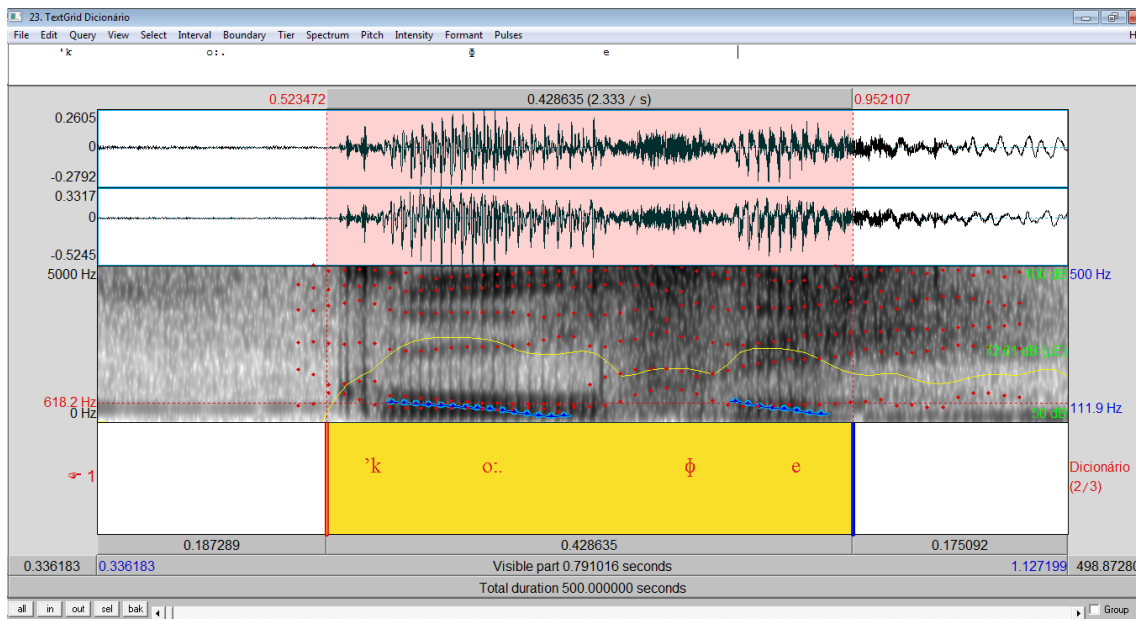 23. TextGrid Dicionário
File Edit Query View Select Interval Boundary Tier Spectrum Pitch Intensity Formant Pulses H
'k oː. ɸ e
0.523472 0.428635 (2.333 / s) 0.952107
0.2605
0
-0.2792
0.3317
0
-0.5245
5000 Hz 500 Hz
618.2 Hz
0 Hz 50 dB 111.9 Hz
’k oː. ɸ e
1 Dicionário
(2/3)
0.187289 0.428635 0.175092
0.336183 0.336183 Visible part 0.791016 seconds 1.127199 498.87280
Total duration 500.000000 seconds
all in out sel bak Group